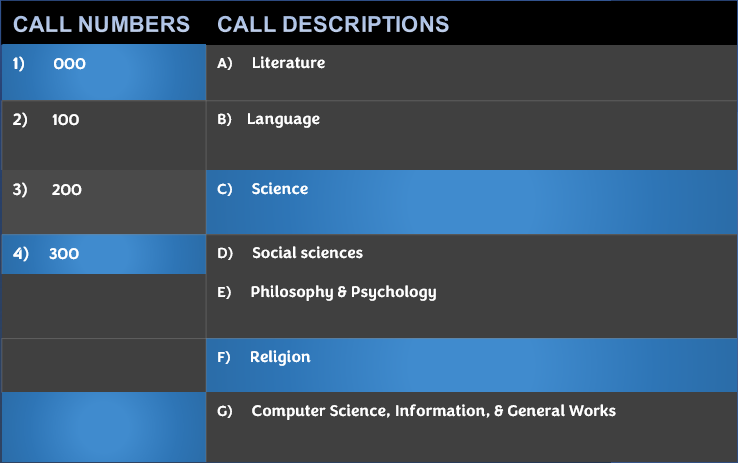 CALL NUMBERS CALL DESCRIPTIONS
1) 000 A) Literature
2) 100 B) Language
3) 200 C) Science
4) 300 D) Social sciences
E) Philosophy & Psychology
F) Religion
G) Computer Science, Information, & General Works